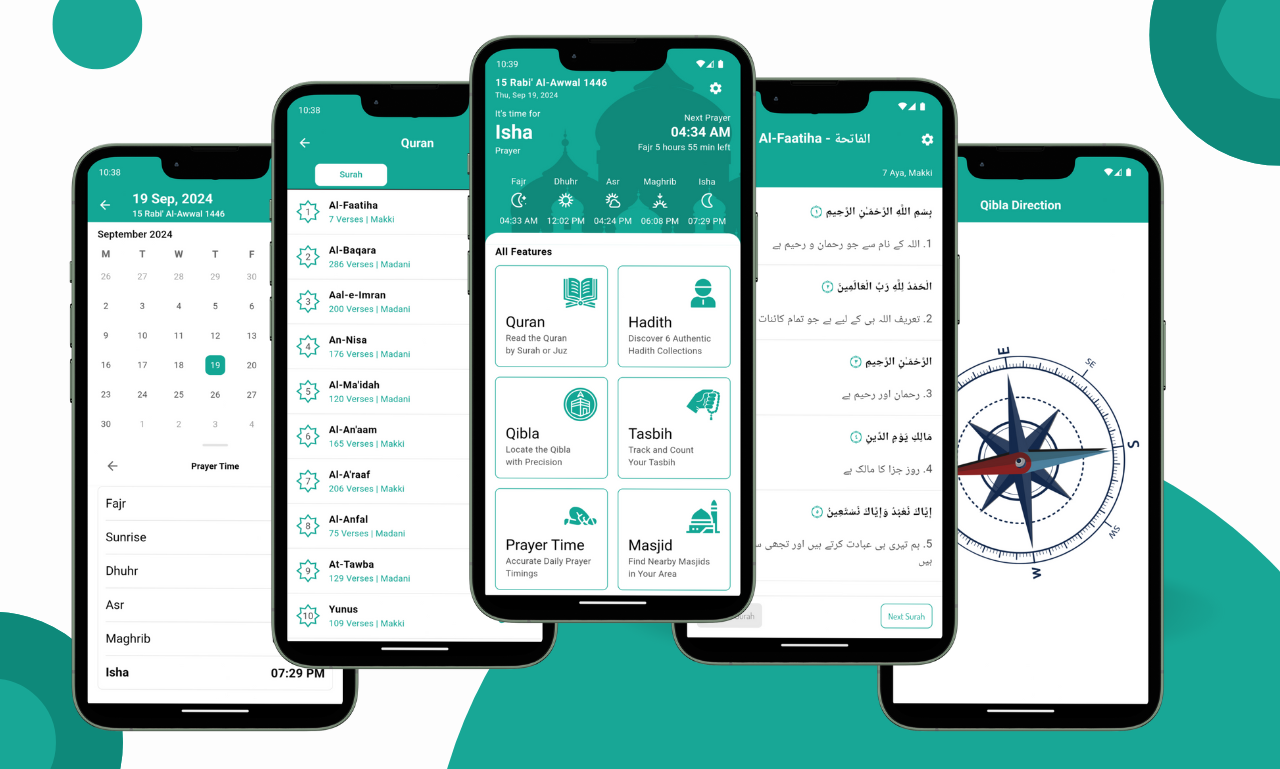 10:38
19 Sep, 2024
15 Rabi' Al-Awwal 1446
September 2024
M T W T F
26 27 28 29 30
2 3 4 5 6
9 10 11 12 13
16 17 18 19 20
23 24 25 26 27
30 1 2 3 4
Prayer Time
Fajr
Sunrise
Dhuhr
Asr
Maghrib
Isha 07:29 PM
10:38
Quran
Surah
1 Al-Faatiha
7 Verses | Makki
2 Al-Baqara
286 Verses | Madani
3 Aal-e-Imran
200 Verses | Madani
4 An-Nisa
176 Verses | Madani
5 Al-Ma'idah
120 Verses | Madani
6 Al-An'aam
165 Verses | Makki
7 Al-A'raaf
206 Verses | Makki
8 Al-Anfal
75 Verses | Madani
9 At-Tawba
129 Verses | Madani
10 Yunus
109 Verses | Makki
10:39
15 Rabi' Al-Awwal 1446
Thu, Sep 19, 2024
It's time for
Isha
Prayer
Next Prayer
04:34 AM
Fajr 5 hours 55 min left
Fajr Dhuhr Asr Maghrib Isha
04:33 AM 12:02 PM 04:24 PM 06:08 PM 07:29 PM
All Features
Quran
Read the Quran
by Surah or Juz
Hadith
Discover 6 Authentic
Hadith Collections
Qibla
Locate the Qibla
with Precision
Tasbih
Track and Count
Your Tasbih
Prayer Time
Accurate Daily Prayer
Timings
Masjid
Find Nearby Masjids
in Your Area
Al-Faatiha - الفاتحة
7 Aya, Makki
بِسْمِ اللَّهِ الرَّحْمَٰنِ الرَّحِيمِ ١
1. اللہ کے نام سے جو رحمان و رحیم ہے
الْحَمْدُ لِلَّهِ رَبِّ الْعَالَمِينَ ٢
2. تعریف اللہ ہی کے لیے ہے جو تمام کائنات
الرَّحْمَٰنِ الرَّحِيمِ ٣
3. رحمان اور رحیم ہے
مَالِكِ يَوْمِ الدِّينِ ٤
4. روز جزا کا مالک ہے
إِيَّاكَ نَعْبُدُ وَإِيَّاكَ نَسْتَعِينُ ٥
5. ہم تیری ہی عبادت کرتے ہیں اور تجھی
ہیں
Next Surah
Qibla Direction
E
SE
S
SW
W